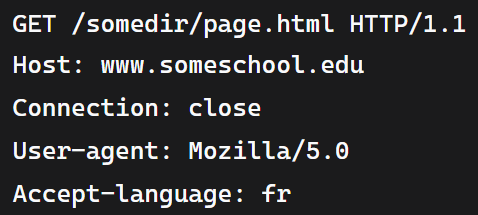 GET /somedir/page.html HTTP/1.1
Host: www.someschool.edu
Connection: close
User-agent: Mozilla/5.0
Accept-language: fr